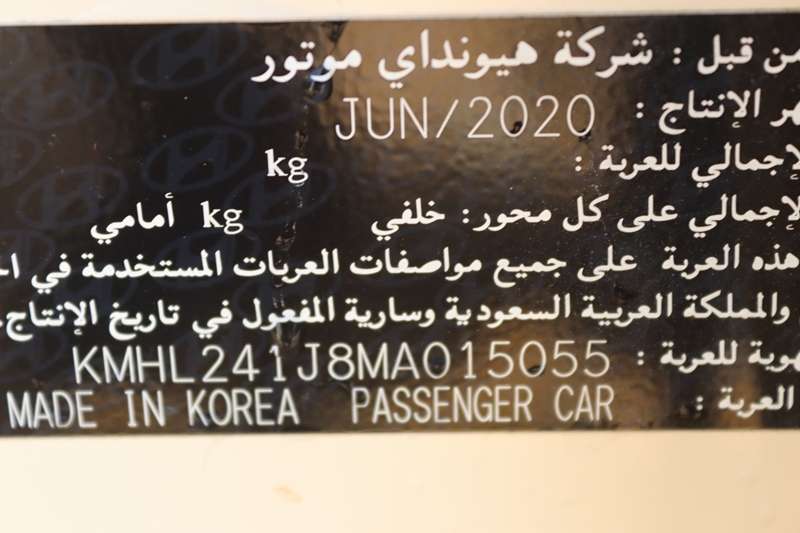 من قبل : شركة هيونداي موتور
الإنتاج : JUN/2020
الإجمالي للعربة : kg
الإجمالي على كل محور: خلفي kg أمامي
هذه العربة على جميع مواصفات العربات المستخدمة في
والمملكة العربية السعودية وسارية المفعول في تاريخ الإنتاج.
للعربة : KMHL241J8MA015055
العربة : MADE IN KOREA PASSENGER CAR